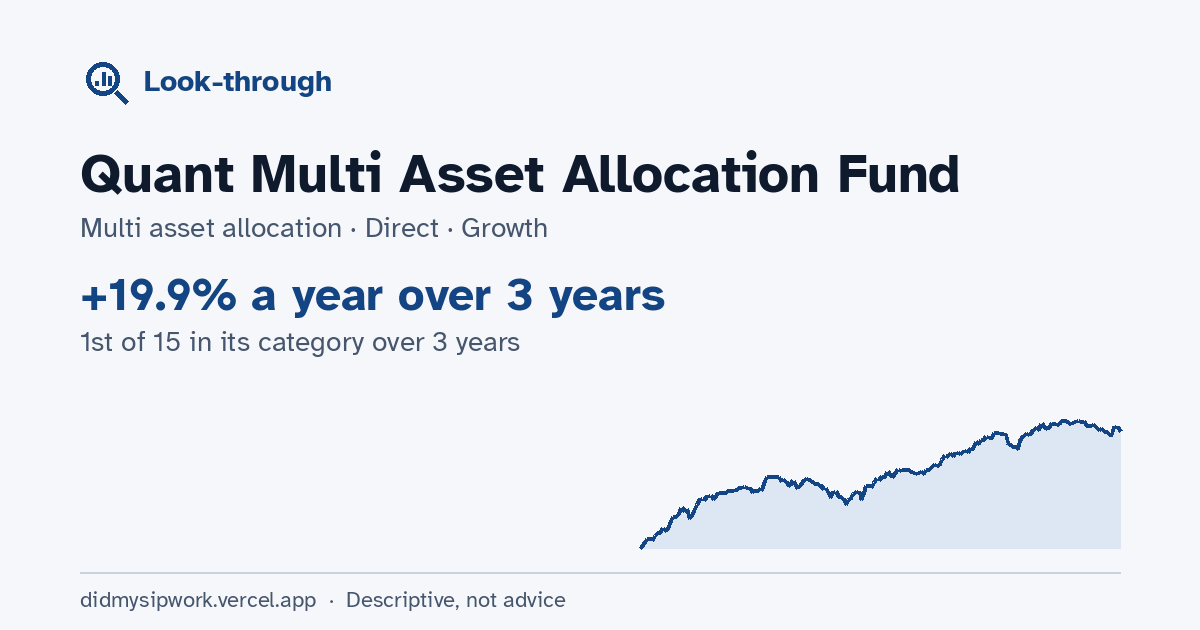 Look-through
Quant Multi Asset Allocation Fund
Multi asset allocation · Direct · Growth
+19.9% a year over 3 years
1st of 15 in its category over 3 years
didmysipwork.vercel.app · Descriptive, not advice